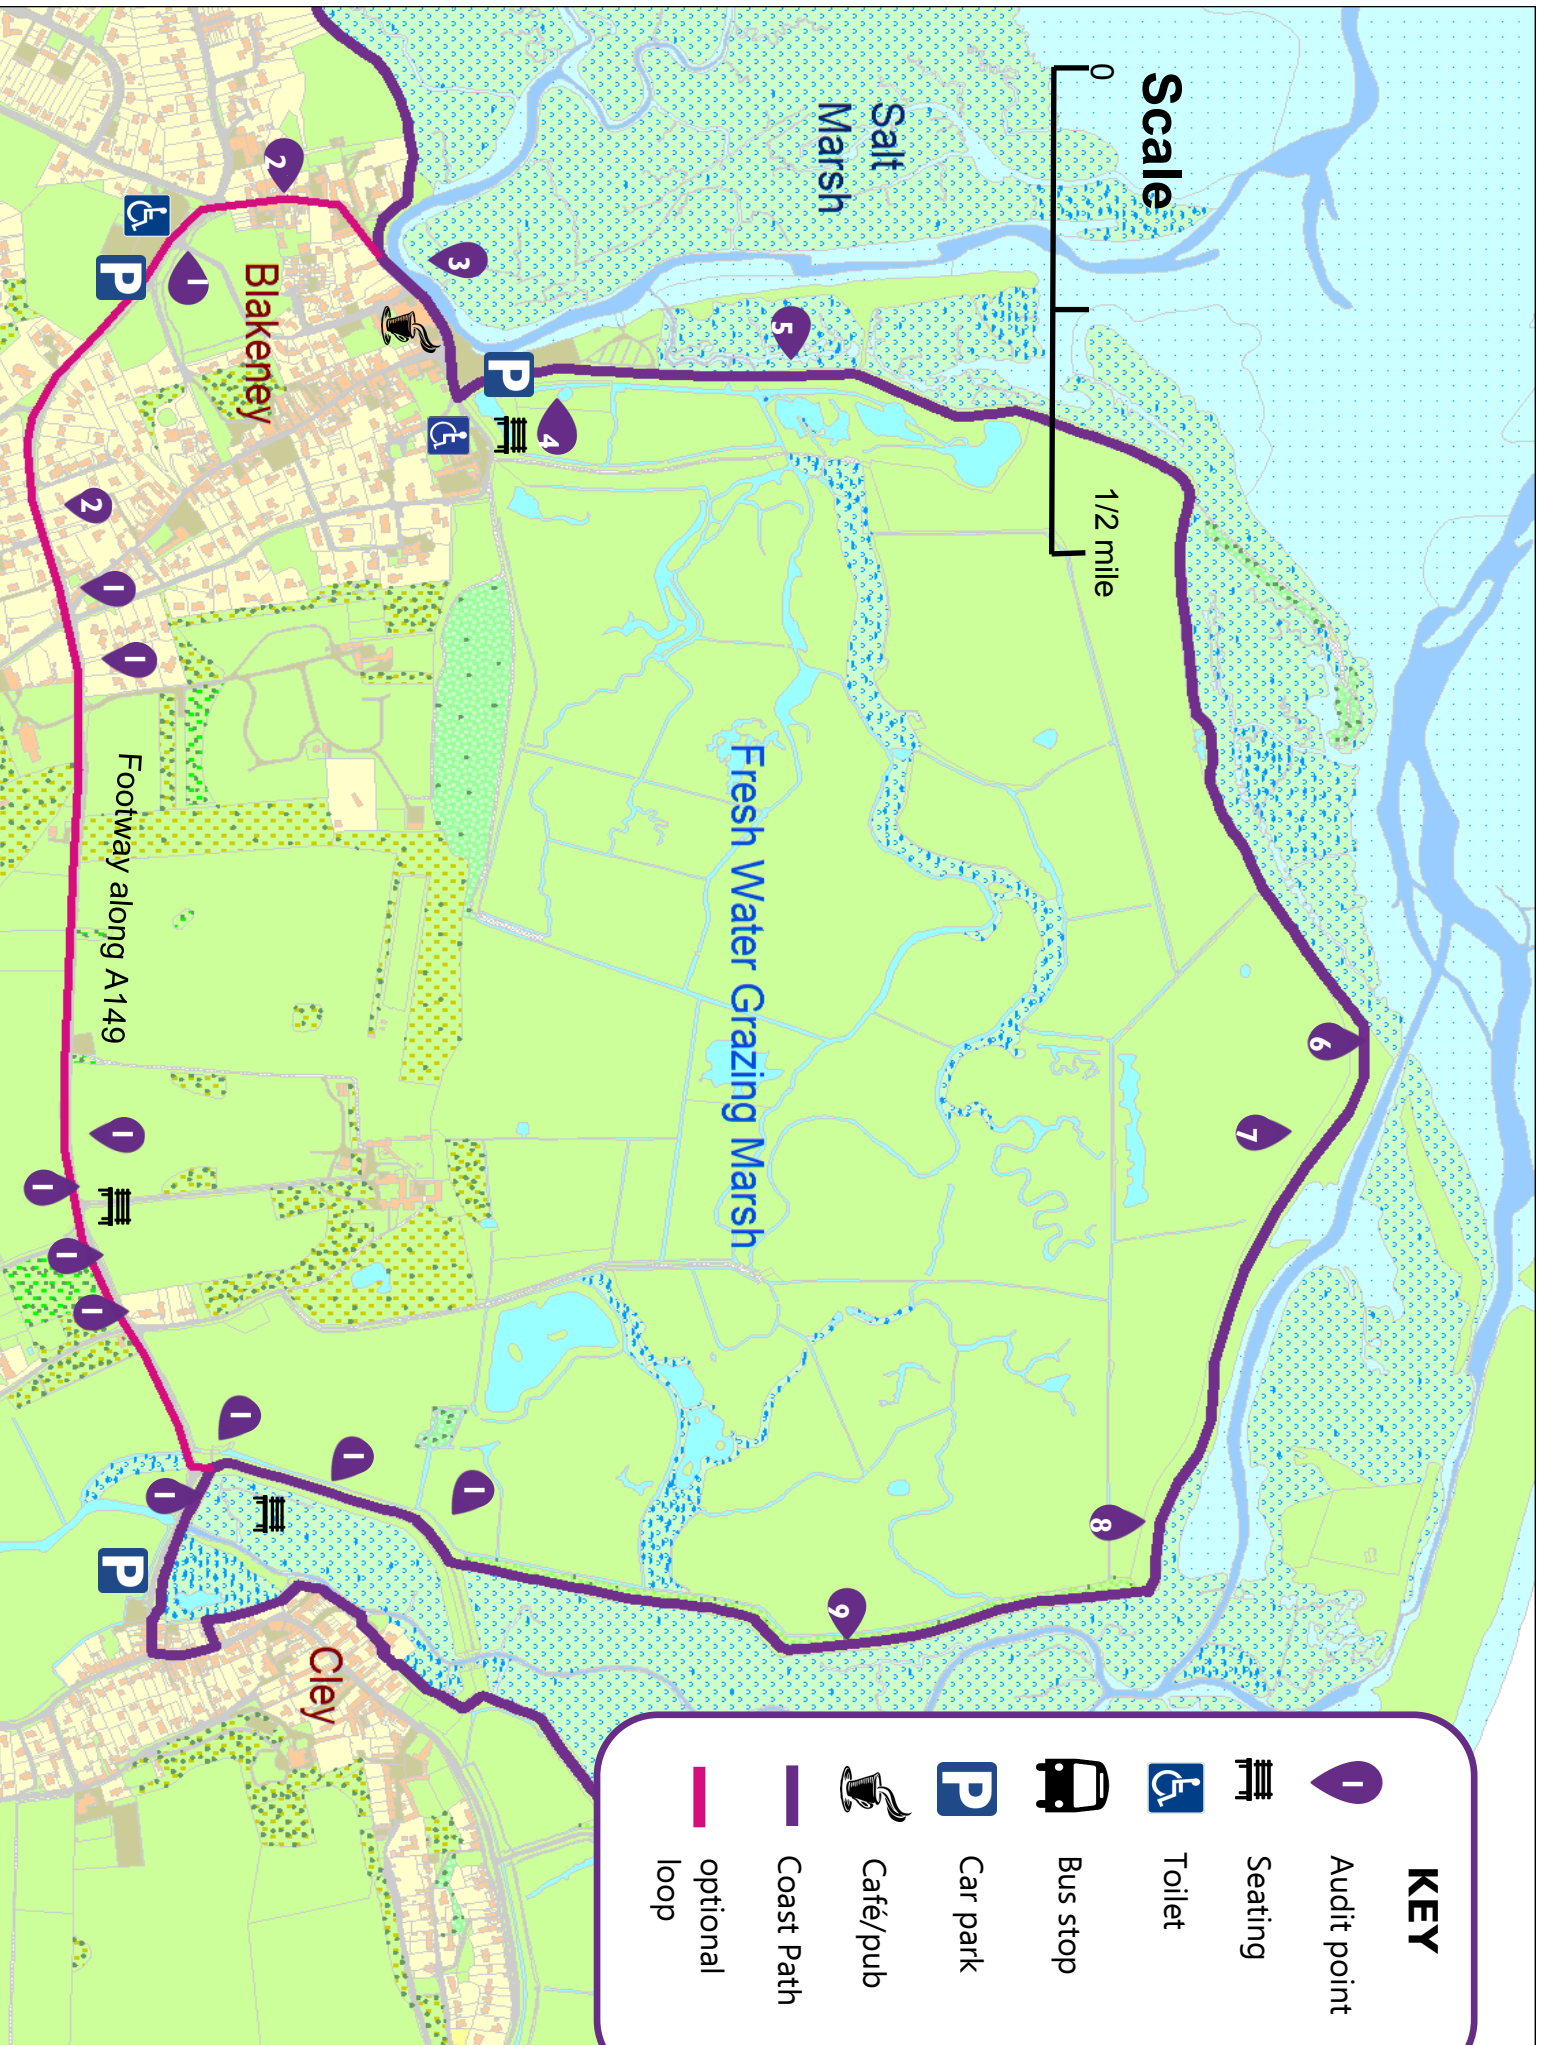 Scale
0
1/2 mile
Salt
Marsh
6
7
5
8
9
Fresh Water Grazing Marsh
4
3
P
Blakeney
2
I
P
2
I
I
Footway along A149
I
I
I
I
I
I
I
I
P
Cley
KEY
I Audit point
Seating
Toilet
Bus stop
P Car park
Café/pub
Coast Path
optional
loop